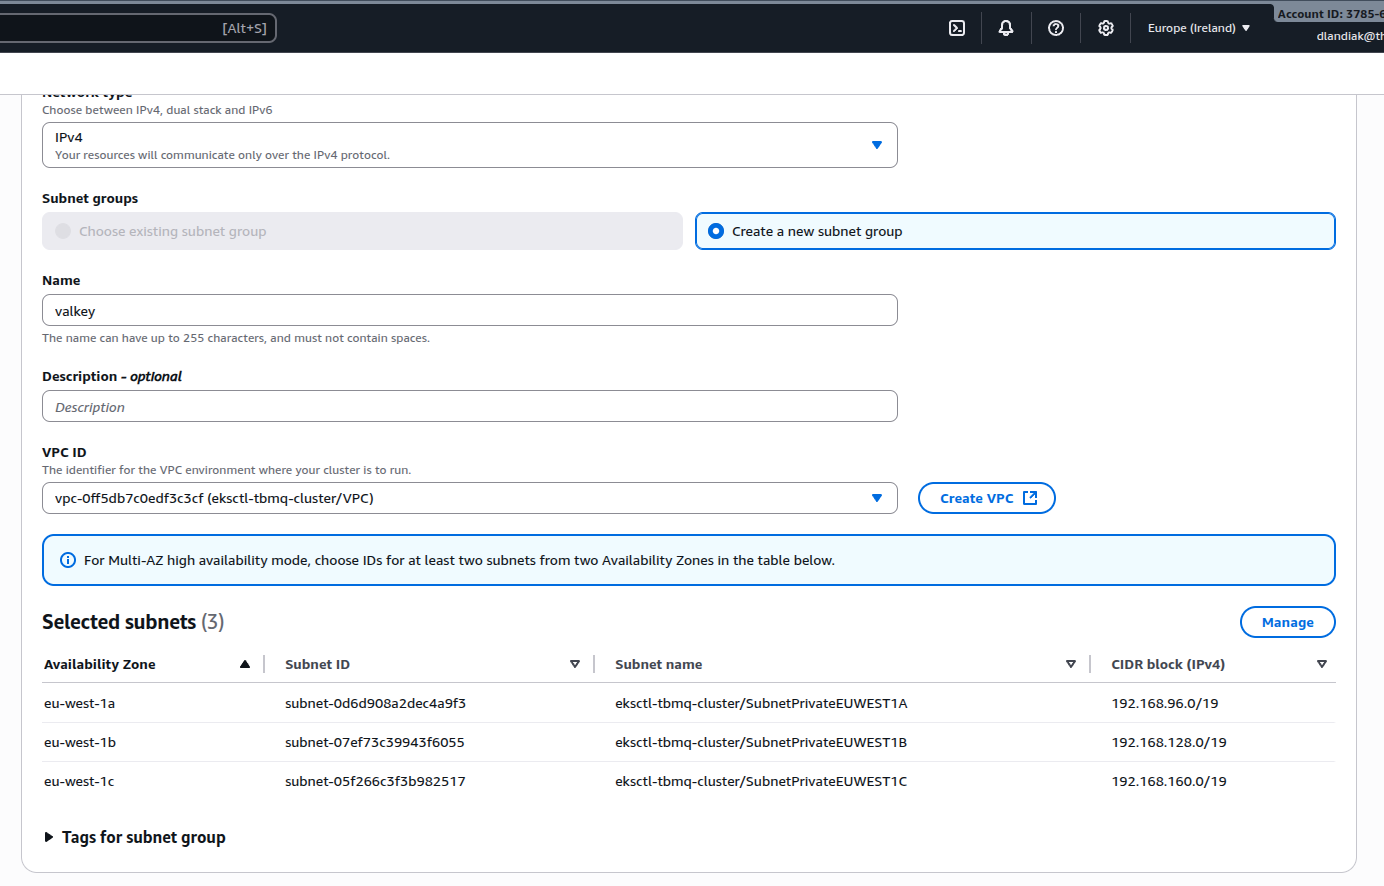 [Alt+S]
Europe (Ireland)
Account ID: 3785-6
dlandiak@th
Network type
Choose between IPv4, dual stack and IPv6
IPv4
Your resources will communicate only over the IPv4 protocol.
Subnet groups
Choose existing subnet group
Create a new subnet group
Name
valkey
The name can have up to 255 characters, and must not contain spaces.
Description – optional
Description
VPC ID
The identifier for the VPC environment where your cluster is to run.
vpc-0ff5db7c0edf3c3cf (eksctl-tbmq-cluster/VPC)
Create VPC
For Multi-AZ high availability mode, choose IDs for at least two subnets from two Availability Zones in the table below.
Selected subnets (3)
Manage
Availability Zone Subnet ID Subnet name CIDR block (IPv4)
eu-west-1a subnet-0d6d908a2dec4a9f3 eksctl-tbmq-cluster/SubnetPrivateEUWEST1A 192.168.96.0/19
eu-west-1b subnet-07ef73c39943f6055 eksctl-tbmq-cluster/SubnetPrivateEUWEST1B 192.168.128.0/19
eu-west-1c subnet-05f266c3f3b982517 eksctl-tbmq-cluster/SubnetPrivateEUWEST1C 192.168.160.0/19
Tags for subnet group